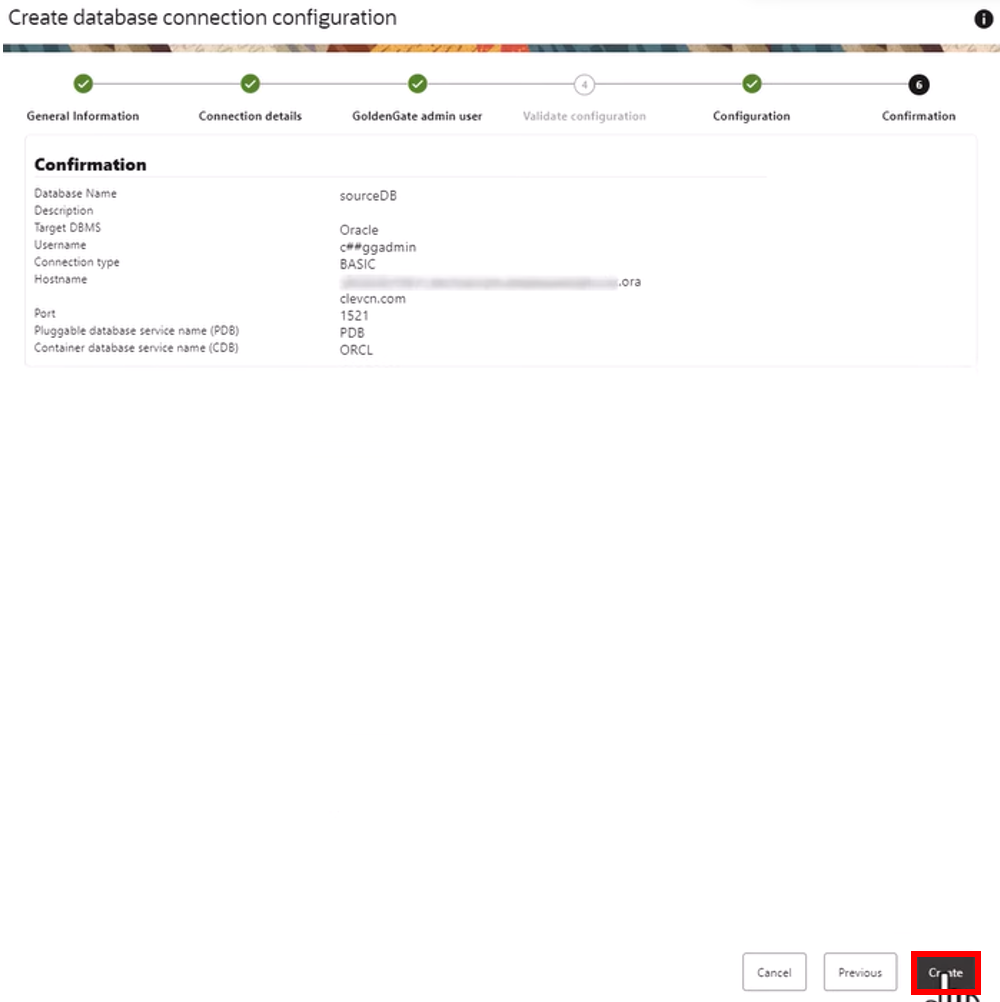 Create database connection configuration
i
4
6
General Information
Connection details
GoldenGate admin user
Validate configuration
Configuration
Confirmation
Confirmation
Database Name sourceDB
Description
Target DBMS Oracle
Username c##ggadmin
Connection type BASIC
Hostname .ora
clevcn.com
Port 1521
Pluggable database service name (PDB) PDB
Container database service name (CDB) ORCL
Cancel
Previous
Create